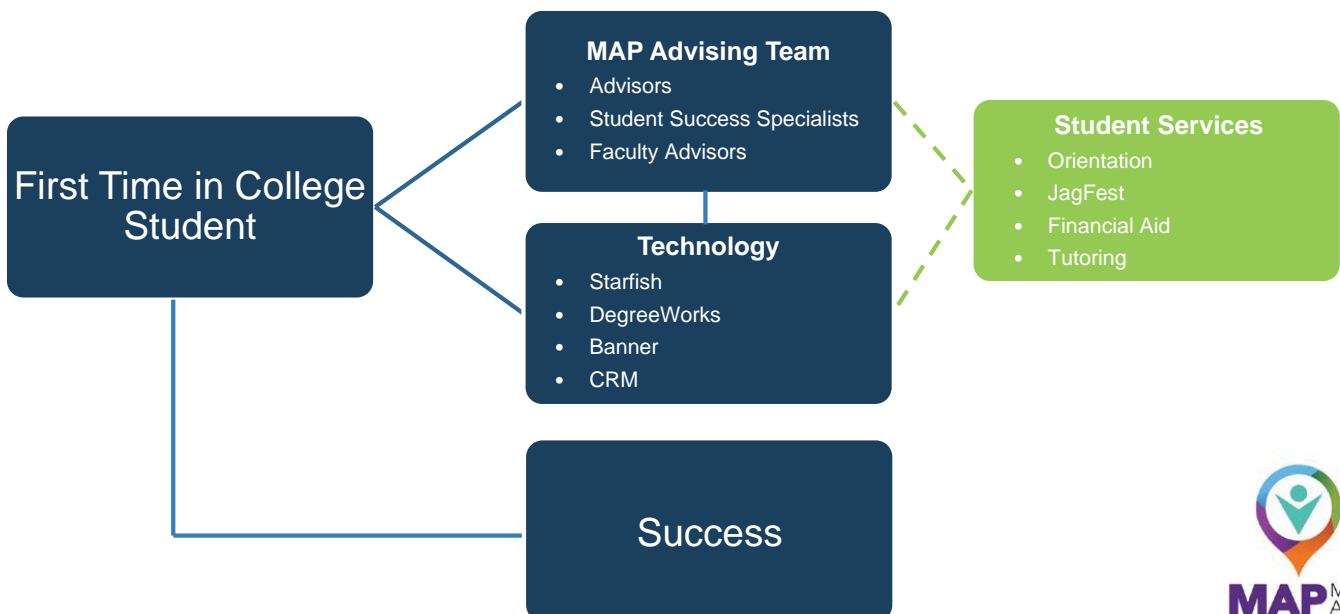 MAP Advising Team
• Advisors
• Student Success Specialists
• Faculty Advisors
First Time in College
Student
Student Services
• Orientation
• JagFest
• Financial Aid
• Tutoring
Technology
• Starfish
• DegreeWorks
• Banner
• CRM
Success
MAP